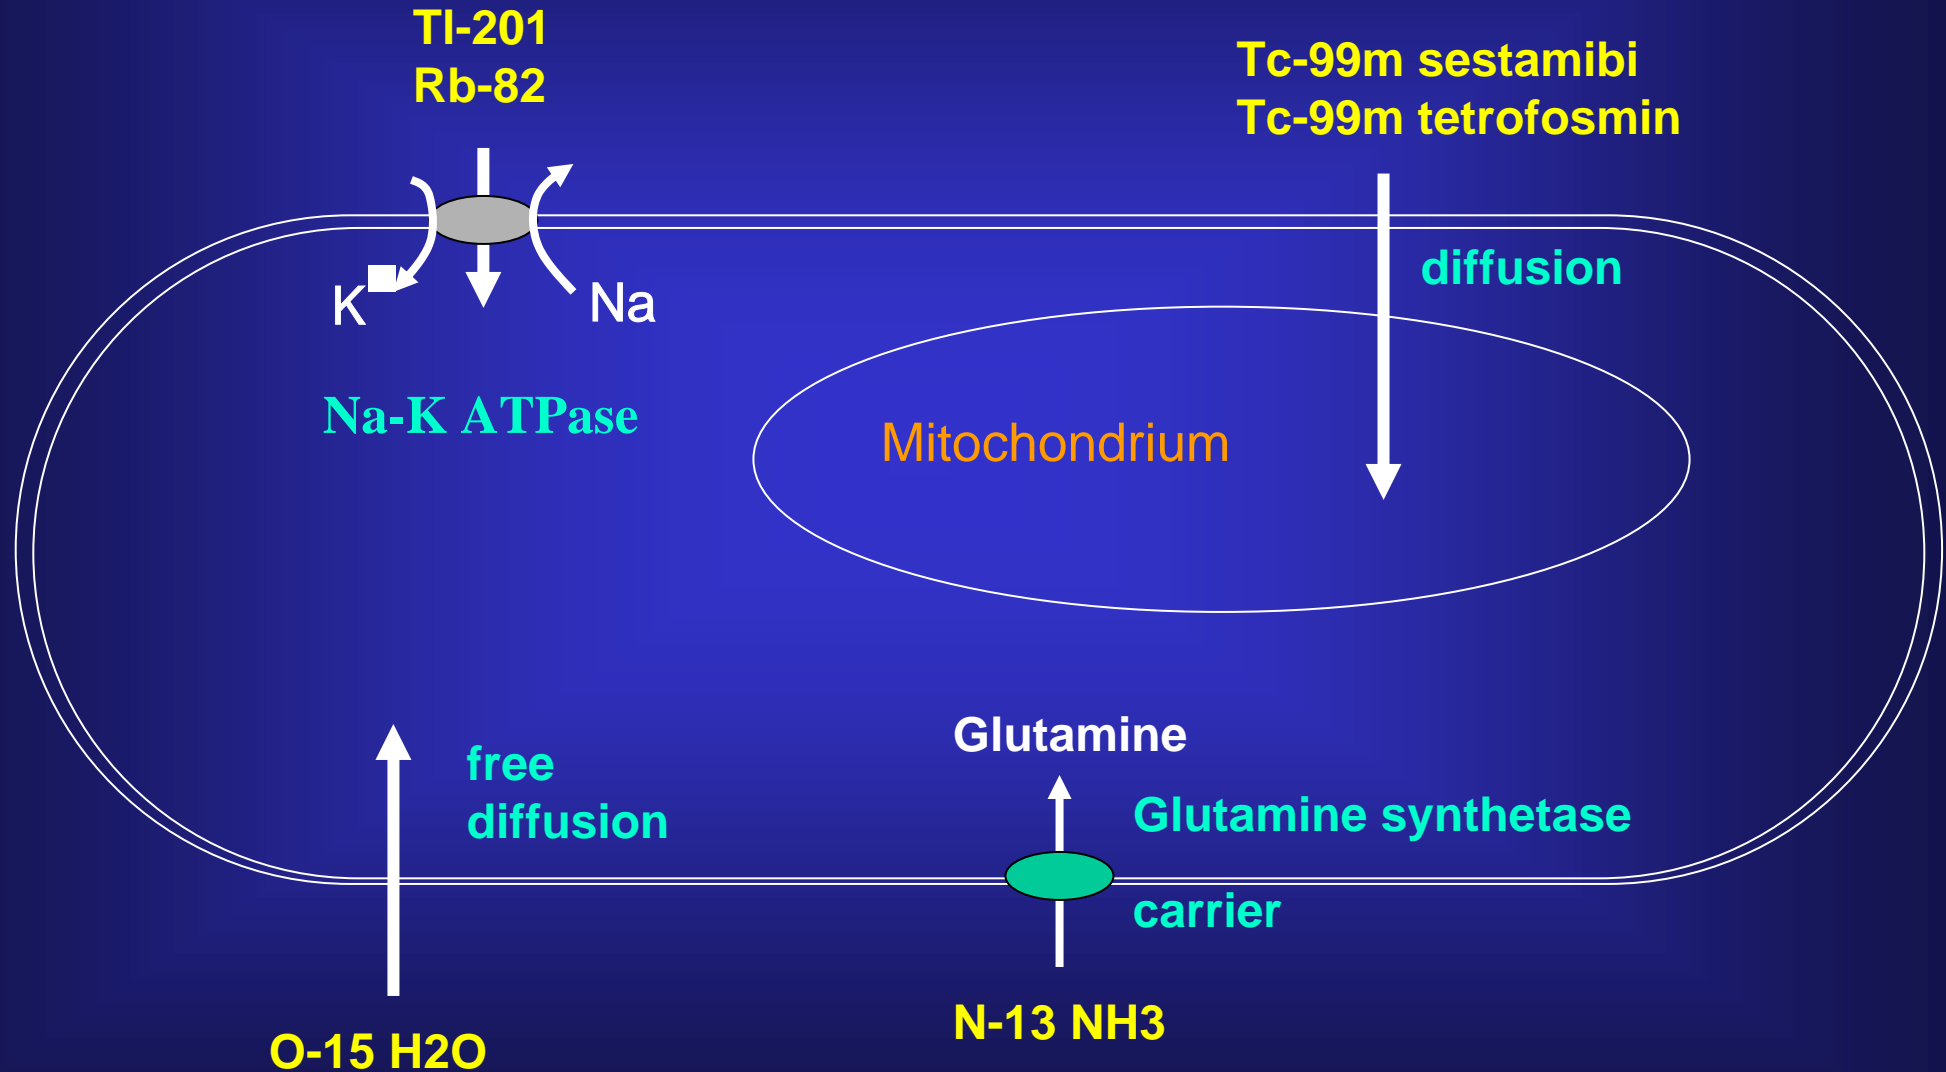 Tl-201
Rb-82
Tc-99m sestamibi
Tc-99m tetrofosmin
diffusion
K
Na
Na-K ATPase
Mitochondrium
Glutamine
free
diffusion
Glutamine synthetase
carrier
N-13 NH3
O-15 H2O